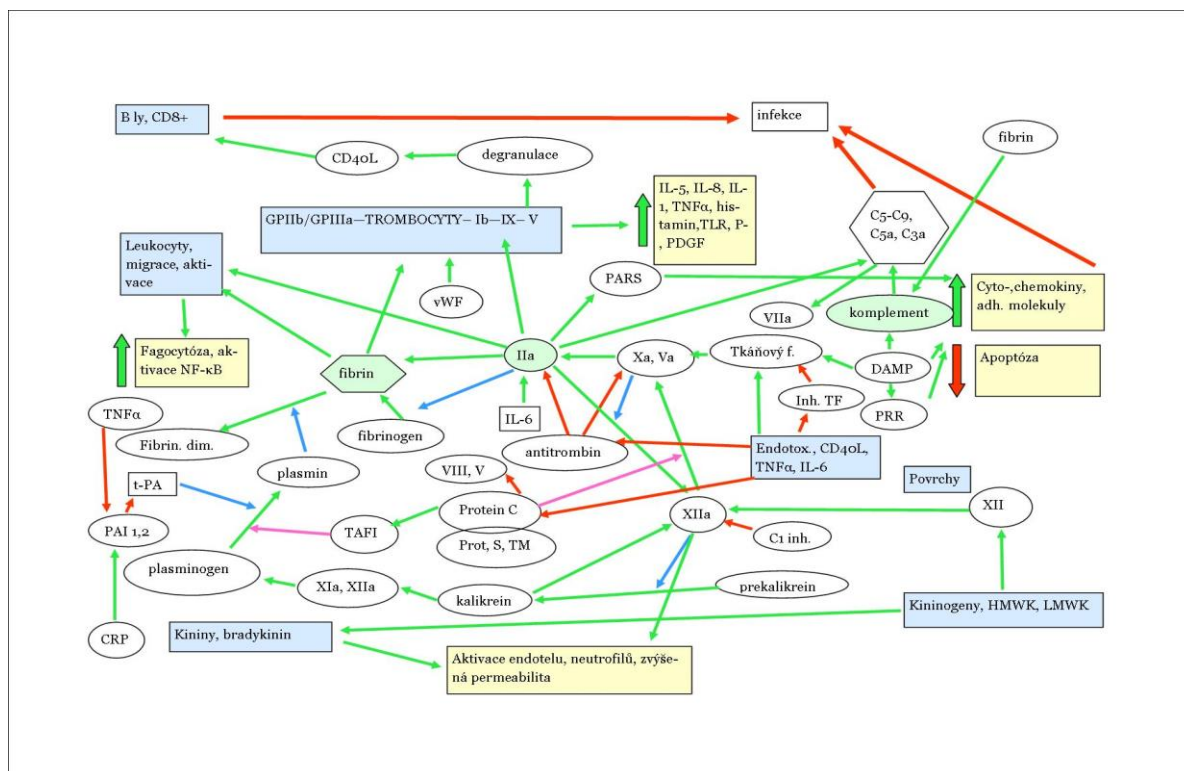 B ly, CD8+
infekce
fibrin
CD40L
degranulace
IL-5, IL-8, IL-
1, TNFα, his-
tamin,TLR, P-
, PDGF
GPIIb/GPIIIa—TROMBOCYTY– Ib—IX– V
C5-C9,
C5a, C3a
Leukocyty,
migrace, akti-
vace
PARS
vWF
Cyto-,chemokiny,
adh. molekuly
VIIa
komplement
Fagocytóza, ak-
tivace NF-κB
fibrin
IIa
Xa, Va
Tkáňový f.
DAMP
Apoptóza
TNFα
Inh. TF
PRR
IL-6
fibrinogen
Fibrin. dim.
antitrombin
Endotox., CD40L,
TNFα, IL-6
plasmin
VIII, V
Povrchy
t-PA
Protein C
XIIa
XII
PAI 1,2
TAFI
Prot, S, TM
C1 inh.
plasminogen
XIa, XIIa
kalikrein
prekalikrein
Kininogeny, HMWK, LMWK
CRP
Kininy, bradykinin
Aktivace endotelu, neutrofilů, zvýše-
ná permeabilita